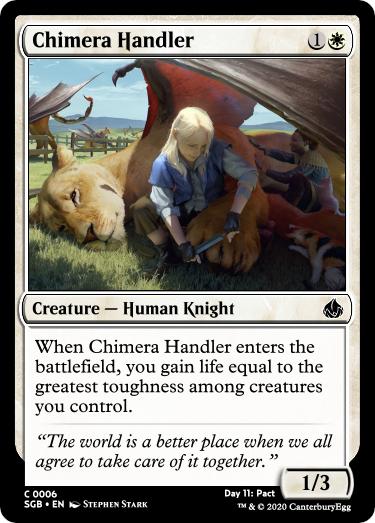 Chimera Handler 1
Creature — Human Knight
When Chimera Handler enters the
battlefield, you gain life equal to the
greatest toughness among creatures
you control.
“The world is a better place when we all
agree to take care of it together.”
1/3
C 0006 Day 11: Pact
SGB • EN Stephen Stark ™ & © 2020 CanterburyEgg